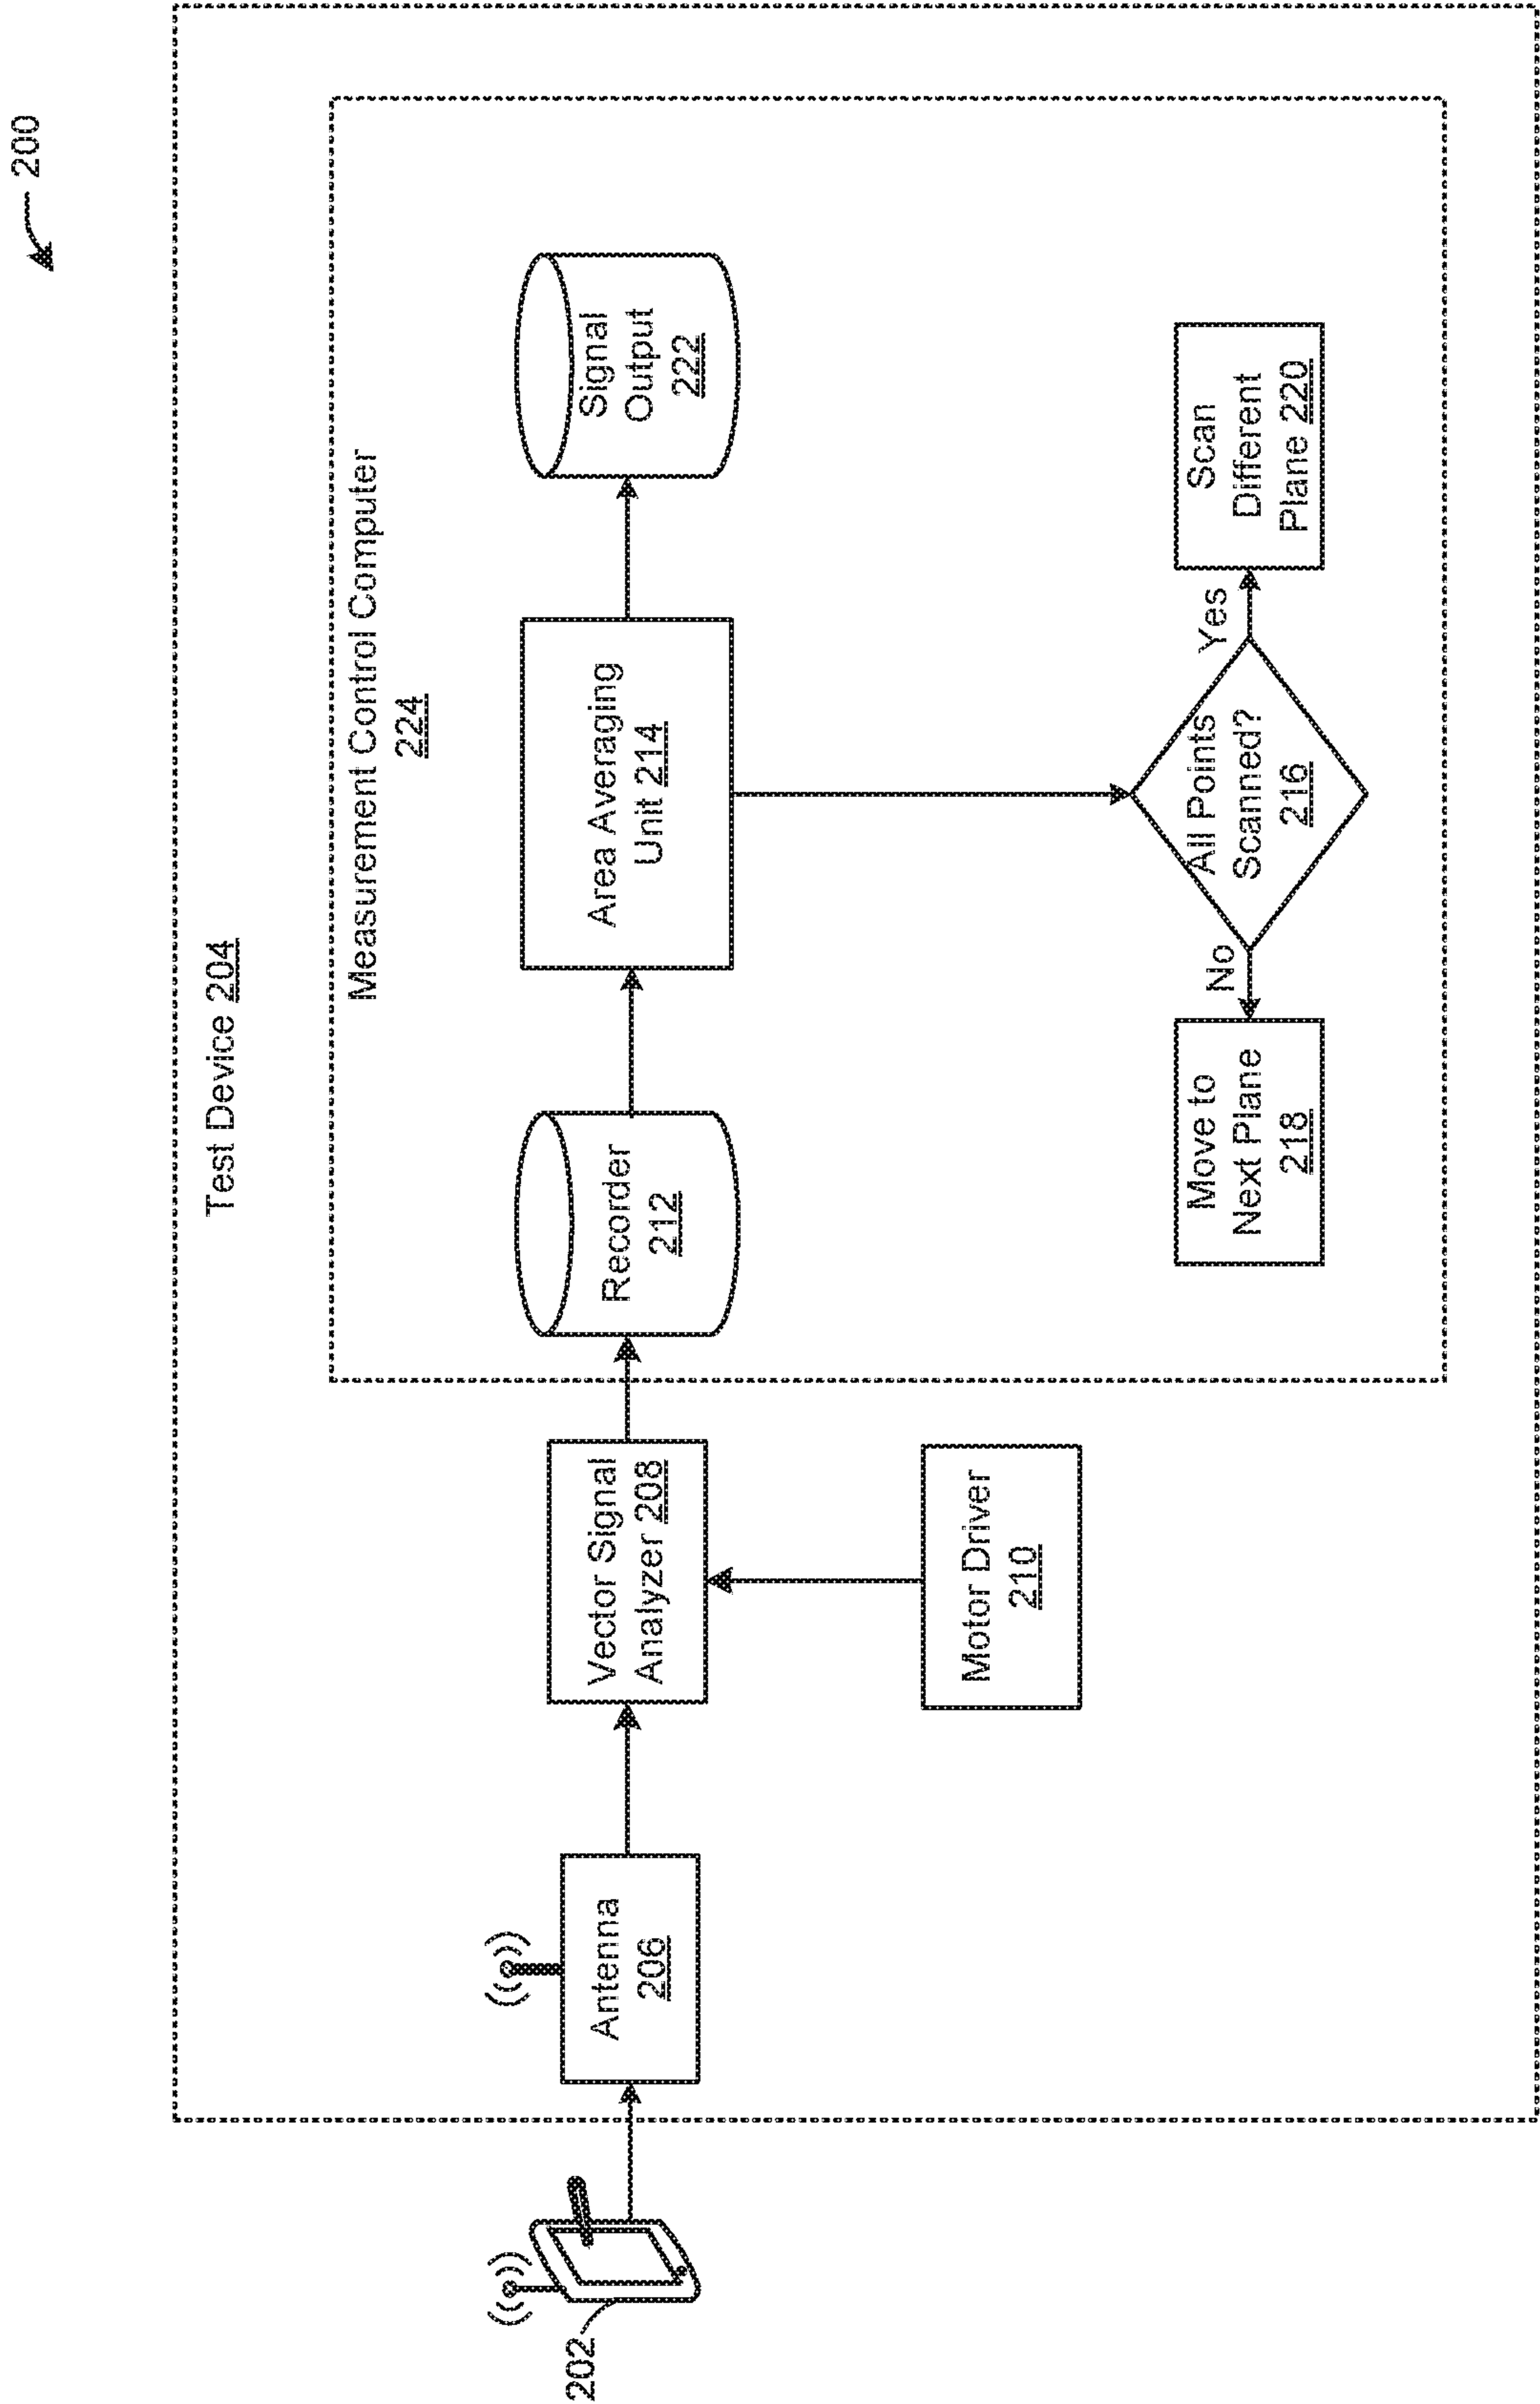 200
Test Device 204
Measurement Control Computer
224
202
Antenna
206
Vector Signal
Analyzer 208
Motor Driver
210
Recorder
212
Area Averaging
Unit 214
Signal
Output
222
All Points
Scanned?
216
No
Yes
Move to
Next Plane
218
Scan
Different
Plane 220